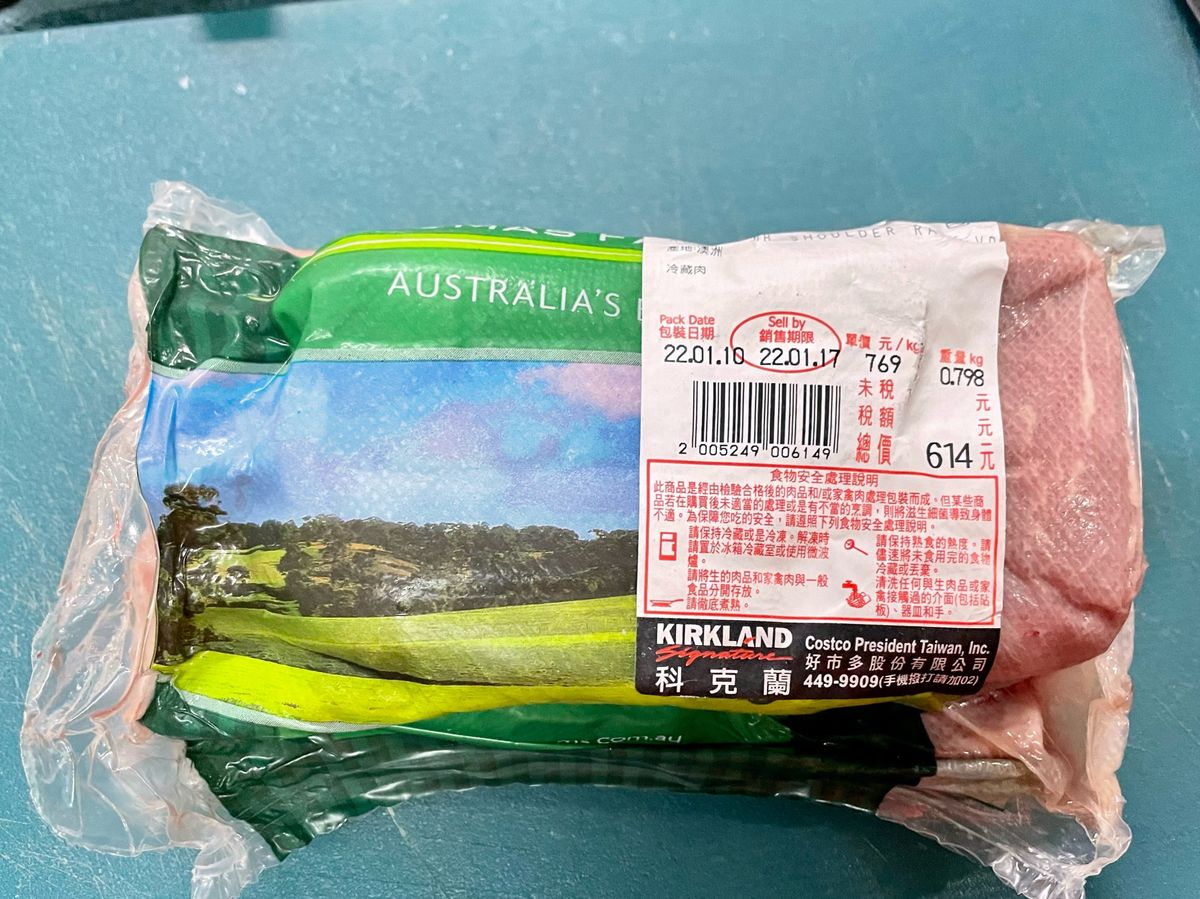 AUSTRALIA'S
SHOULDER RA
產地:澳洲
冷藏肉
Pack Date
包裝日期
22.01.10
Sell by
銷售期限
22.01.17
單價 元/kg
769
重量 kg
0.798
未稅 元
稅額 元
總價 614 元
2 005249 006149
食物安全處理說明
此商品是經由檢驗合格後的肉品和/或家禽肉處理包裝而成。但某些商
品若在購買後未適當的處理或是有不當的烹調,則將滋生細菌導致身體
不適。為保障您吃的安全,請遵照下列食物安全處理說明。
請保持冷藏或是冷凍。解凍時
請置於冰箱冷藏室或使用微波
爐。
請將生的肉品和家禽肉與一般
食品分開存放。
請徹底煮熟。
請保持熟食的熱度。請
儘速將未食用完的食物
冷藏或丟棄。
清洗任何與生肉品或家
禽接觸過的介面(包括砧
板)、器皿和手。
KIRKLAND
Signature
科克蘭
Costco President Taiwan, Inc.
好市多股份有限公司
449-9909(手機撥打請加02)
.com.au